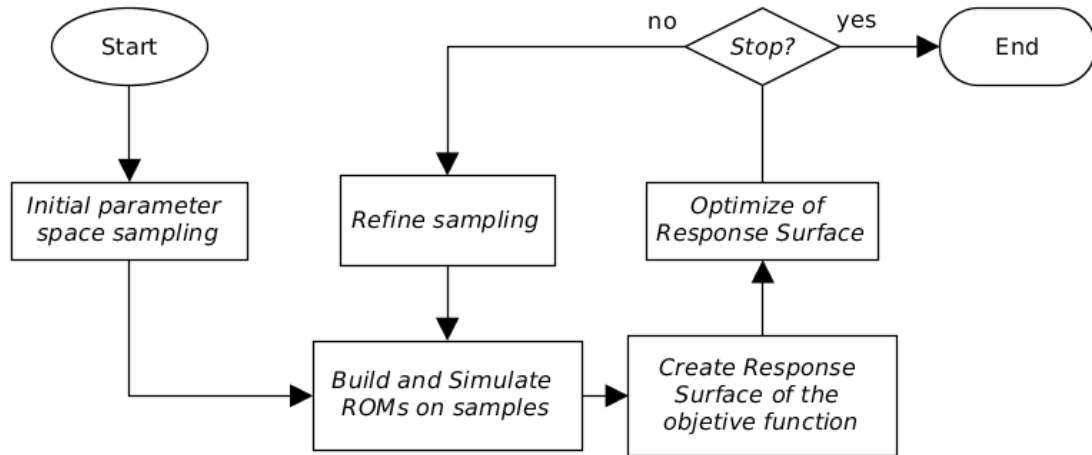 Start
no
Stop?
yes
End
Initial parameter
space sampling
Refine sampling
Optimize of
Response Surface
Build and Simulate
ROMs on samples
Create Response
Surface of the
objetive function